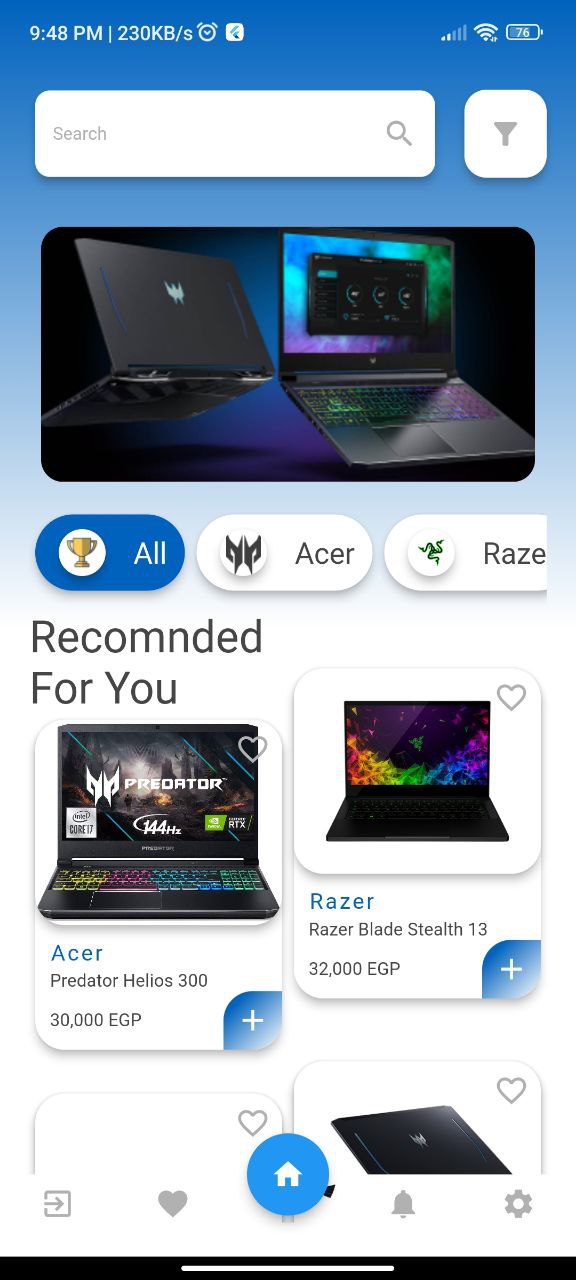 9:48 PM | 230KB/s
76
Search
All
Acer
Raze
Recomnded
For You
PREDATOR
intel
CORE i7
144Hz
RTX
PREDATOR
Acer
Predator Helios 300
30,000 EGP
Razer
Razer Blade Stealth 13
32,000 EGP